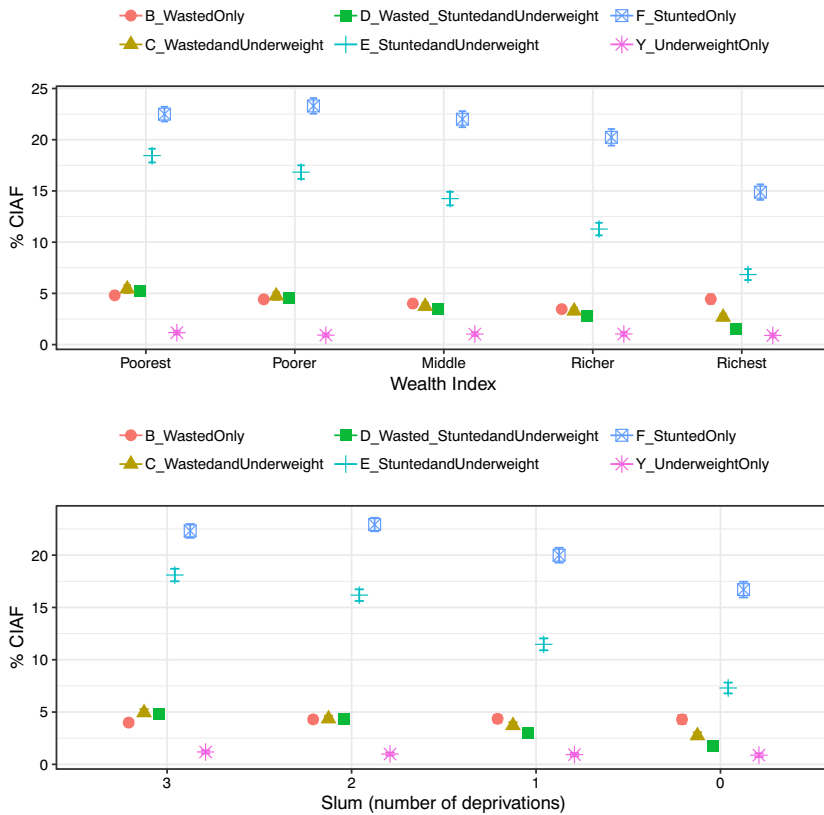 B_WastedOnly D_Wasted_StuntedandUnderweight F_StuntedOnly
C_WastedandUnderweight E_StuntedandUnderweight Y_UnderweightOnly
25
20
15
10
5
0
% CIAF
Poorest Poorer Middle Richer Richest
Wealth Index
B_WastedOnly D_Wasted_StuntedandUnderweight F_StuntedOnly
C_WastedandUnderweight E_StuntedandUnderweight Y_UnderweightOnly
20
15
10
5
0
% CIAF
3 2 1 0
Slum (number of deprivations)